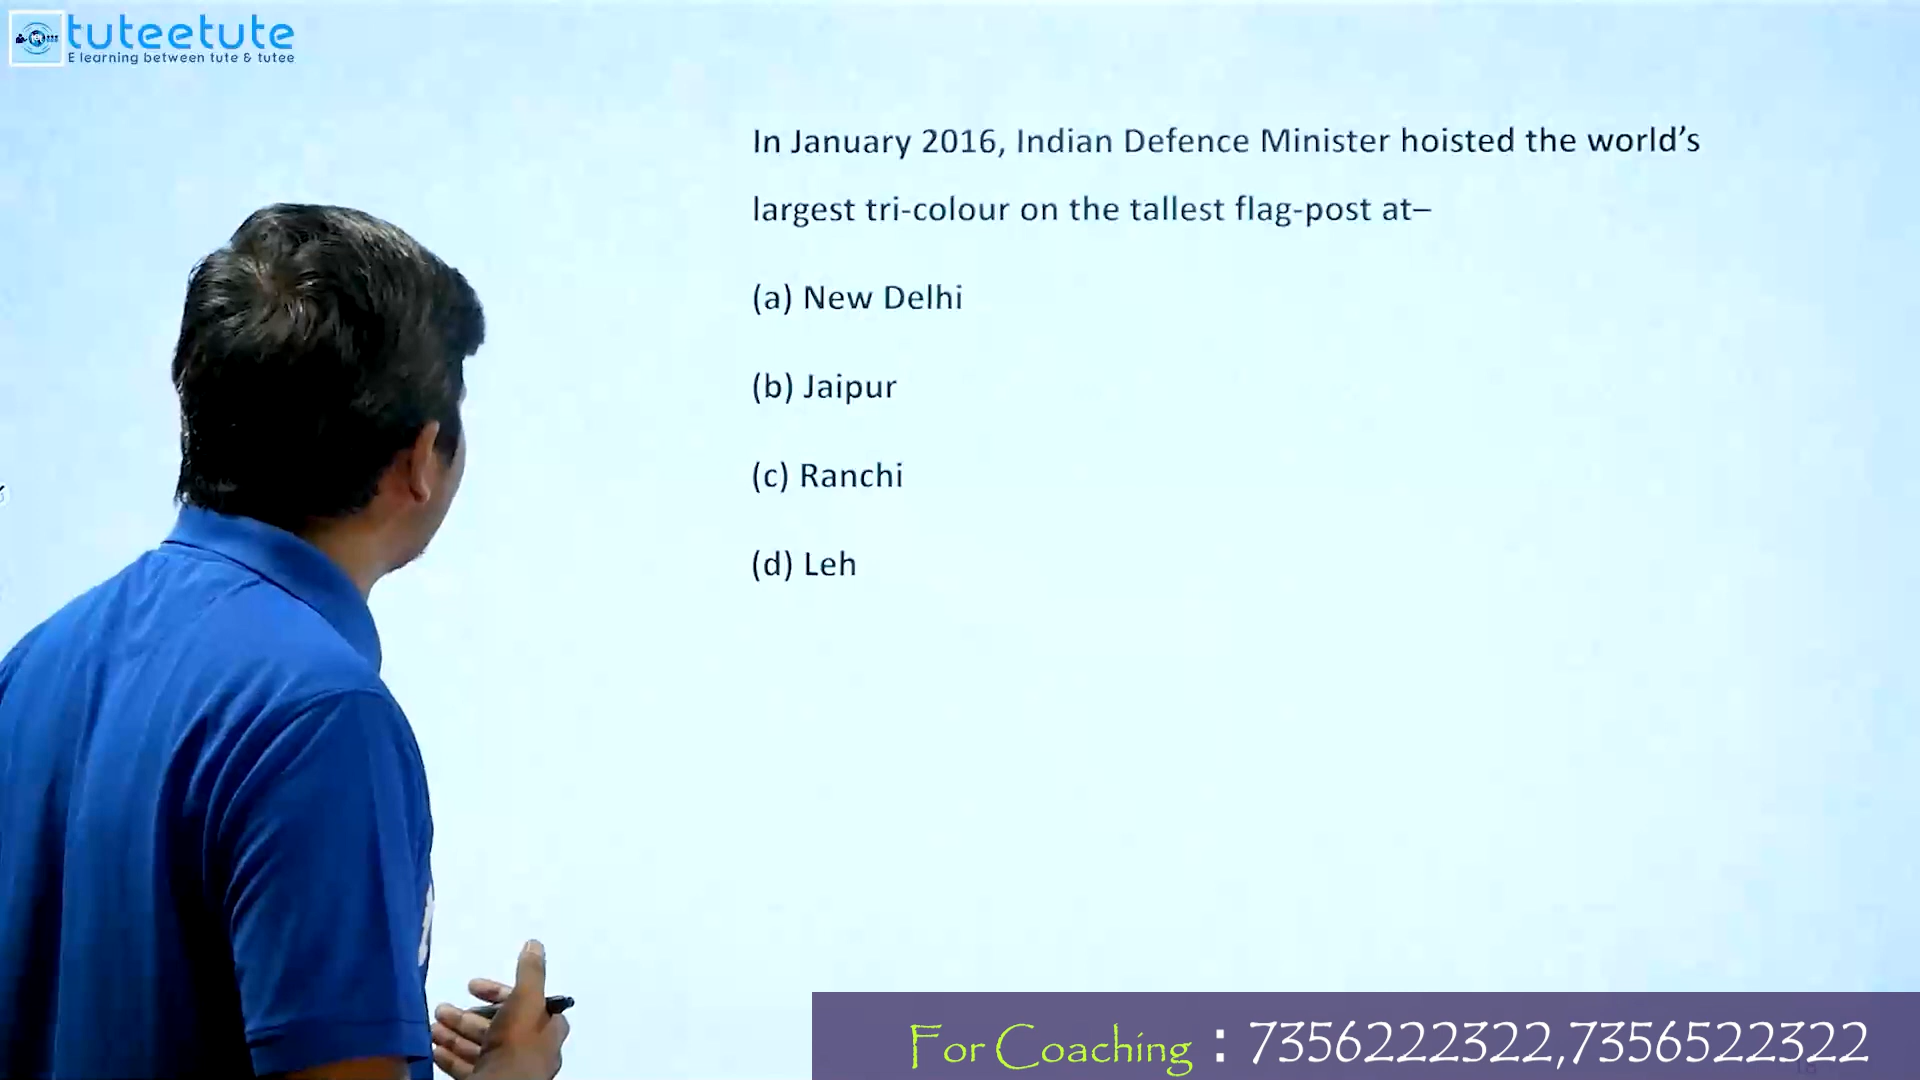 tuteetute
E learning between tute & tutee
In January 2016, Indian Defence Minister hoisted the world’s
largest tri-colour on the tallest flag-post at–
(a) New Delhi
(b) Jaipur
(c) Ranchi
(d) Leh
For Coaching : 7356222322,7356522322